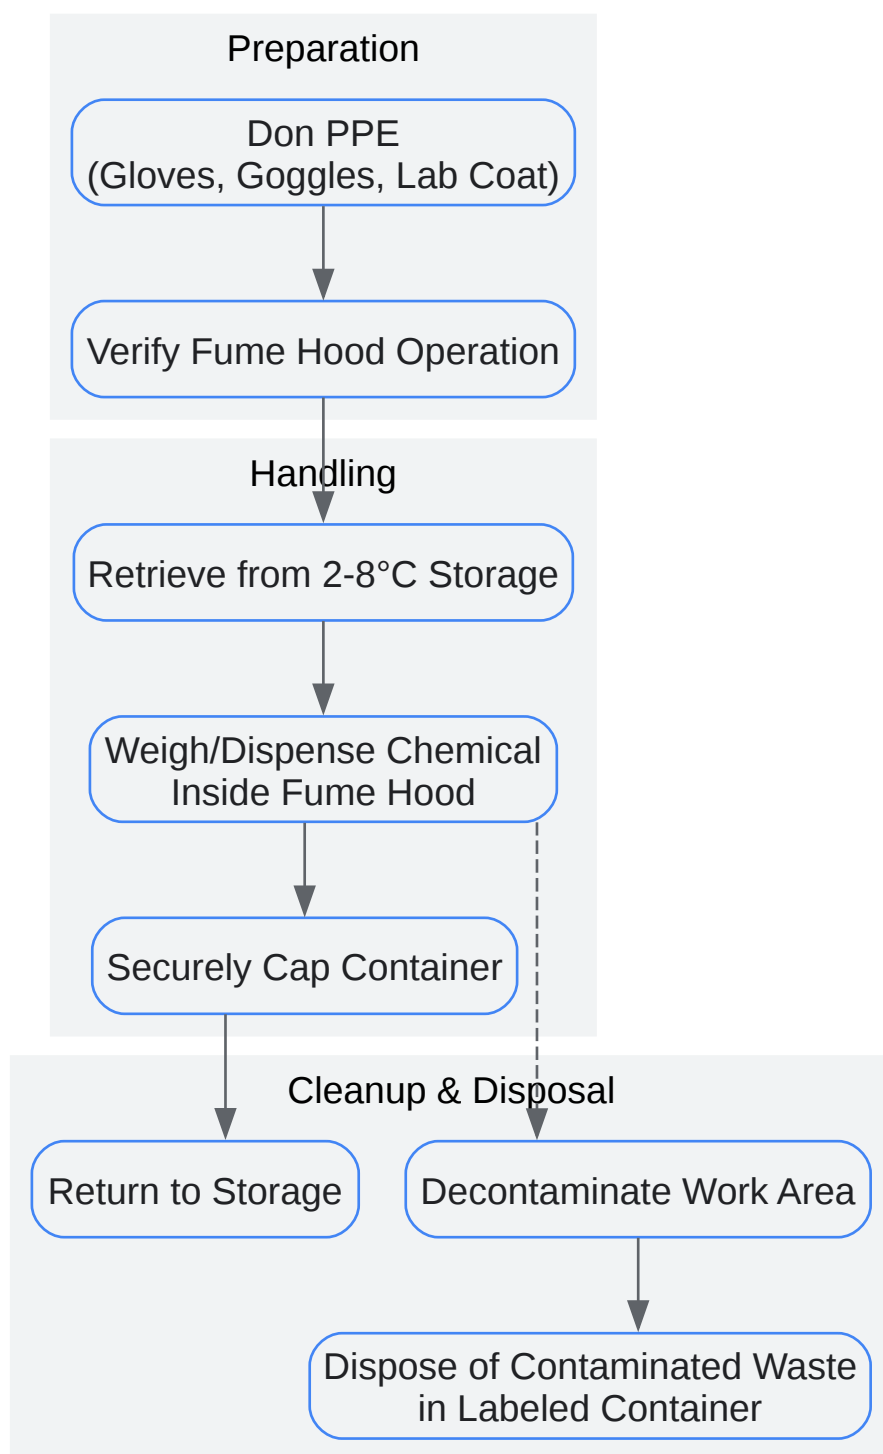 Preparation
Don PPE
(Gloves, Goggles, Lab Coat)
Verify Fume Hood Operation
Handling
Retrieve from 2-8°C Storage
Weigh/Dispense Chemical
Inside Fume Hood
Securely Cap Container
Cleanup & Disposal
Return to Storage
Decontaminate Work Area
Dispose of Contaminated Waste
in Labeled Container